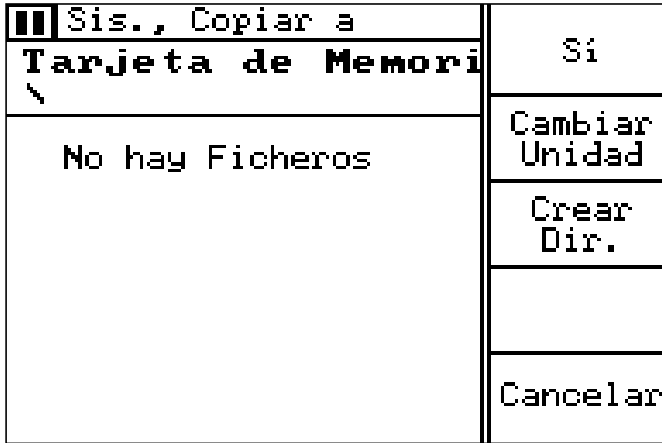 Sis., Copiar a
Tarjeta de Memori
\
No hay Ficheros
Sí
Cambiar
Unidad
Crear
Dir.
Cancelar